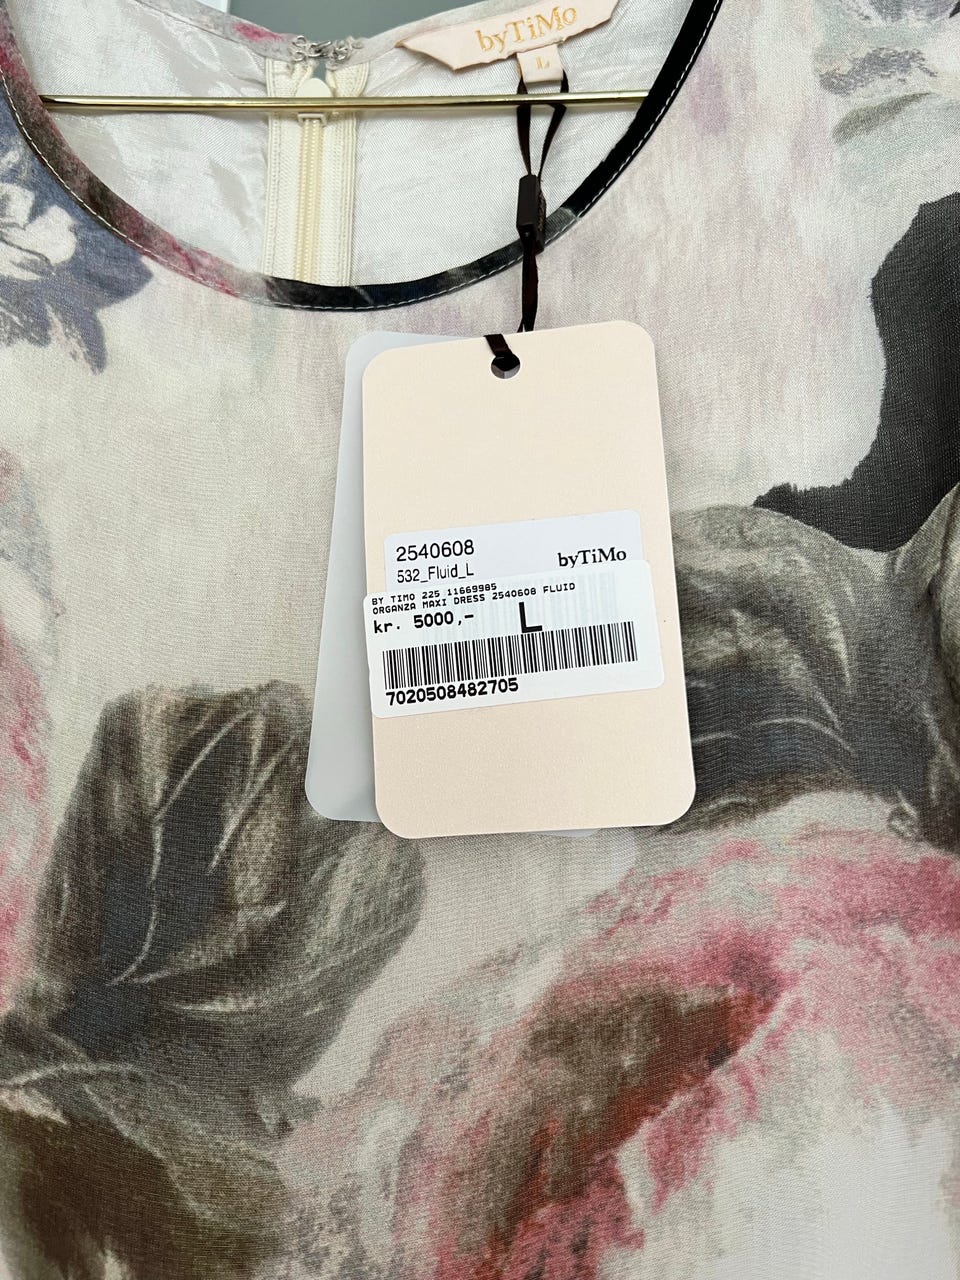 byTiMo
L
2540608
byTiMo
532_Fluid_L
BY TIMO 225 11669985
ORGANZA MAXI DRESS 2540608 FLUID
kr. 5000,-
L
7020508482705